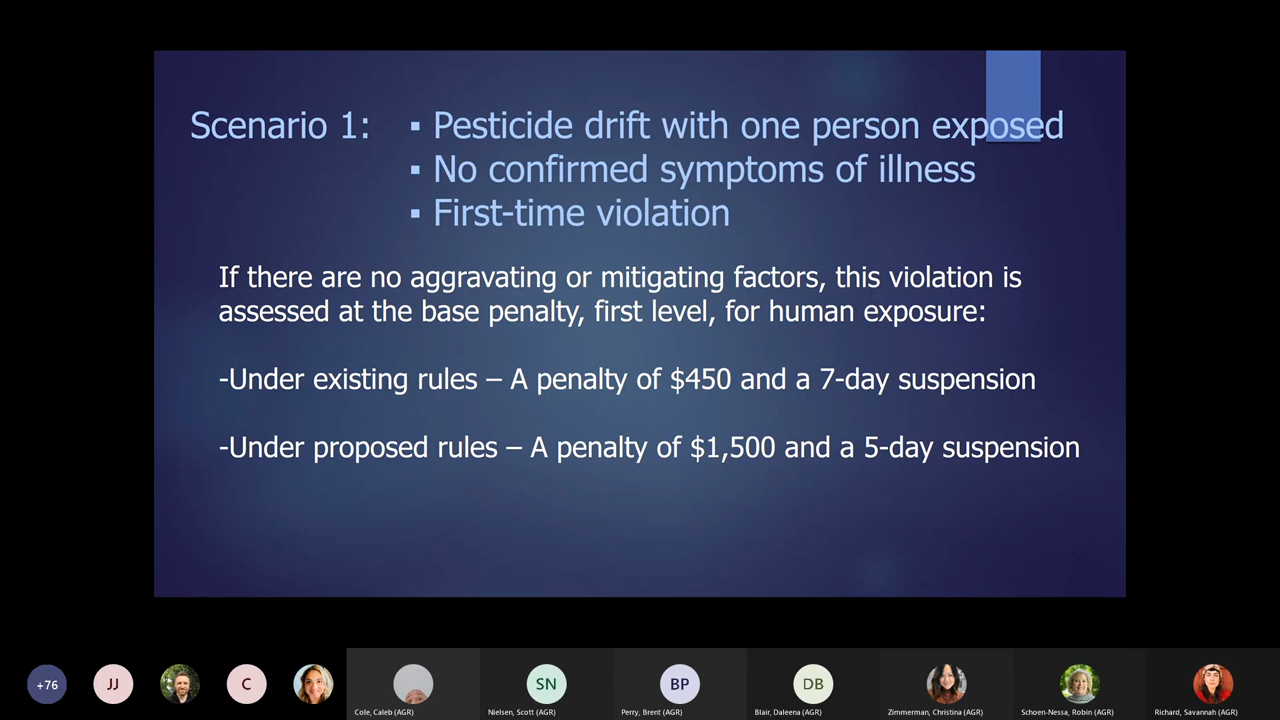 Scenario 1:
▪ Pesticide drift with one person exposed
▪ No confirmed symptoms of illness
▪ First-time violation
If there are no aggravating or mitigating factors, this violation is
assessed at the base penalty, first level, for human exposure:
-Under existing rules – A penalty of $450 and a 7-day suspension
-Under proposed rules – A penalty of $1,500 and a 5-day suspension
+76
JJ
C
SN
BP
DB
Cole, Caleb (AGR)
Nielsen, Scott (AGR)
Perry, Brent (AGR)
Blair, Daleena (AGR)
Zimmerman, Christina (AGR)
Schoen-Nessa, Robin (AGR)
Richard, Savannah (AGR)